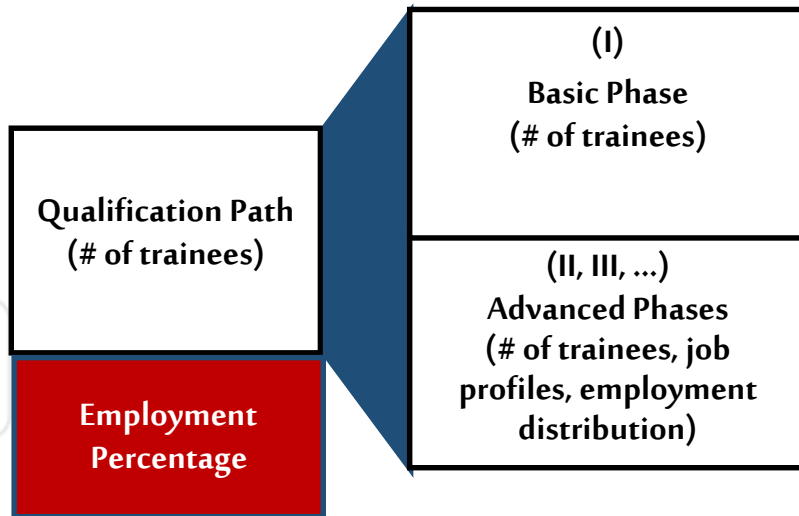 Qualification Path
(# of trainees)
Employment
Percentage
(I)
Basic Phase
(# of trainees)
(II, III, ...)
Advanced Phases
(# of trainees, job
profiles, employment
distribution)